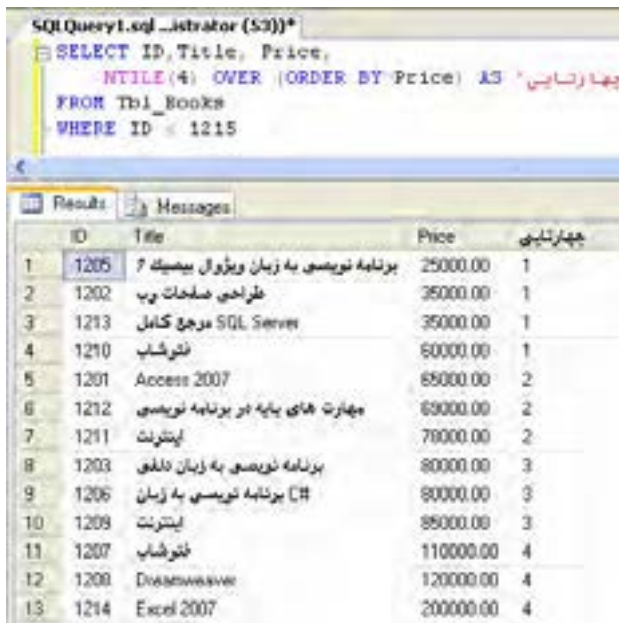 SQLQuery1.sql ...istrator (53))*
SELECT ID,Title, Price,
NTILE(4) OVER (ORDER BY Price) AS 'چهارتایی
FROM Tbl_Books
WHERE ID < 1215
Results Messages
ID Title Price چهارتایی
1 1205 برنامه نویسی به زبان ویژوال بیسیک 7 25000.00 1
2 1202 طراحی صفحات وب 35000.00 1
3 1213 SQL Server مرجع کامل 35000.00 1
4 1210 فتوشاپ 60000.00 1
5 1201 Access 2007 65000.00 2
6 1212 مهارت های پایه در برنامه نویسی 69000.00 2
7 1211 اینترنت 78000.00 2
8 1203 برنامه نویسی به زبان دلفی 80000.00 3
9 1206 C# برنامه نویسی به زبان 80000.00 3
10 1209 اینترنت 85000.00 3
11 1207 فتوشاپ 110000.00 4
12 1208 Dreamweaver 120000.00 4
13 1214 Excel 2007 200000.00 4